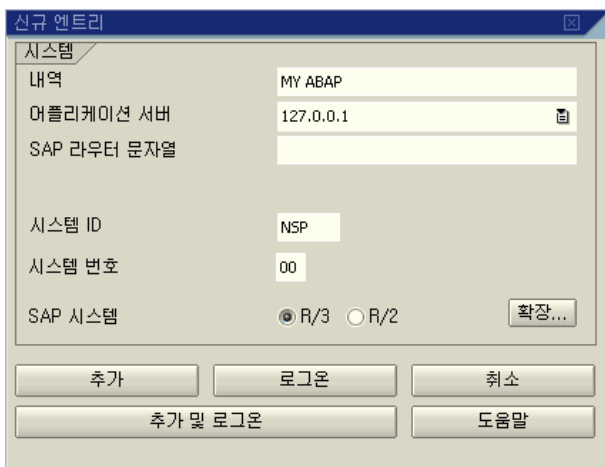 신규 엔트리
시스템
내역 MY ABAP
어플리케이션 서버 127.0.0.1
SAP 라우터 문자열
시스템 ID NSP
시스템 번호 00
SAP 시스템 R/3 R/2 확장...
추가 로그온 취소
추가 및 로그온 도움말